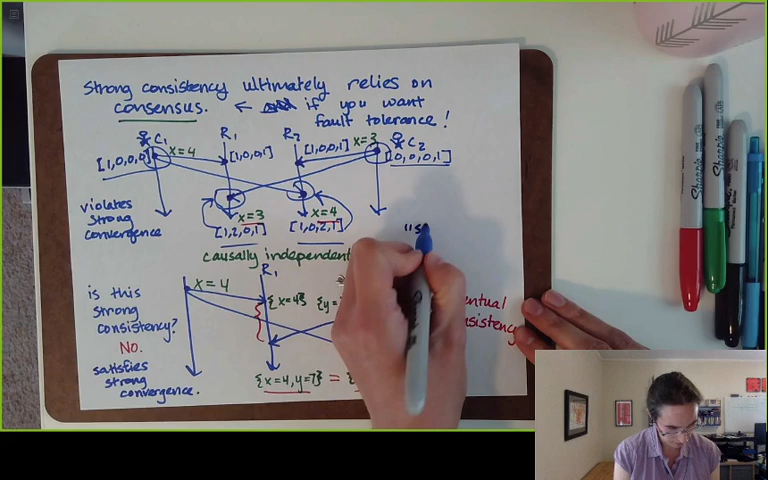 Strong consistency ultimately relies on
consensus. ← if you want
fault tolerance!
C₁ R₁ R₂ C₂
x=4 x=3
[1,0,0,0] [1,0,0,1] [1,0,0,1] [0,0,0,1]
violates
strong
convergence
x=3 x=4
[1,2,0,1] [1,0,2,1]
causally independent
"s
R₁
x=4
is this
strong
consistency?
No.
satisfies
strong
convergence.
{x=4} {y=
{x=4, y=7} = {
Sharpie
Sharpie